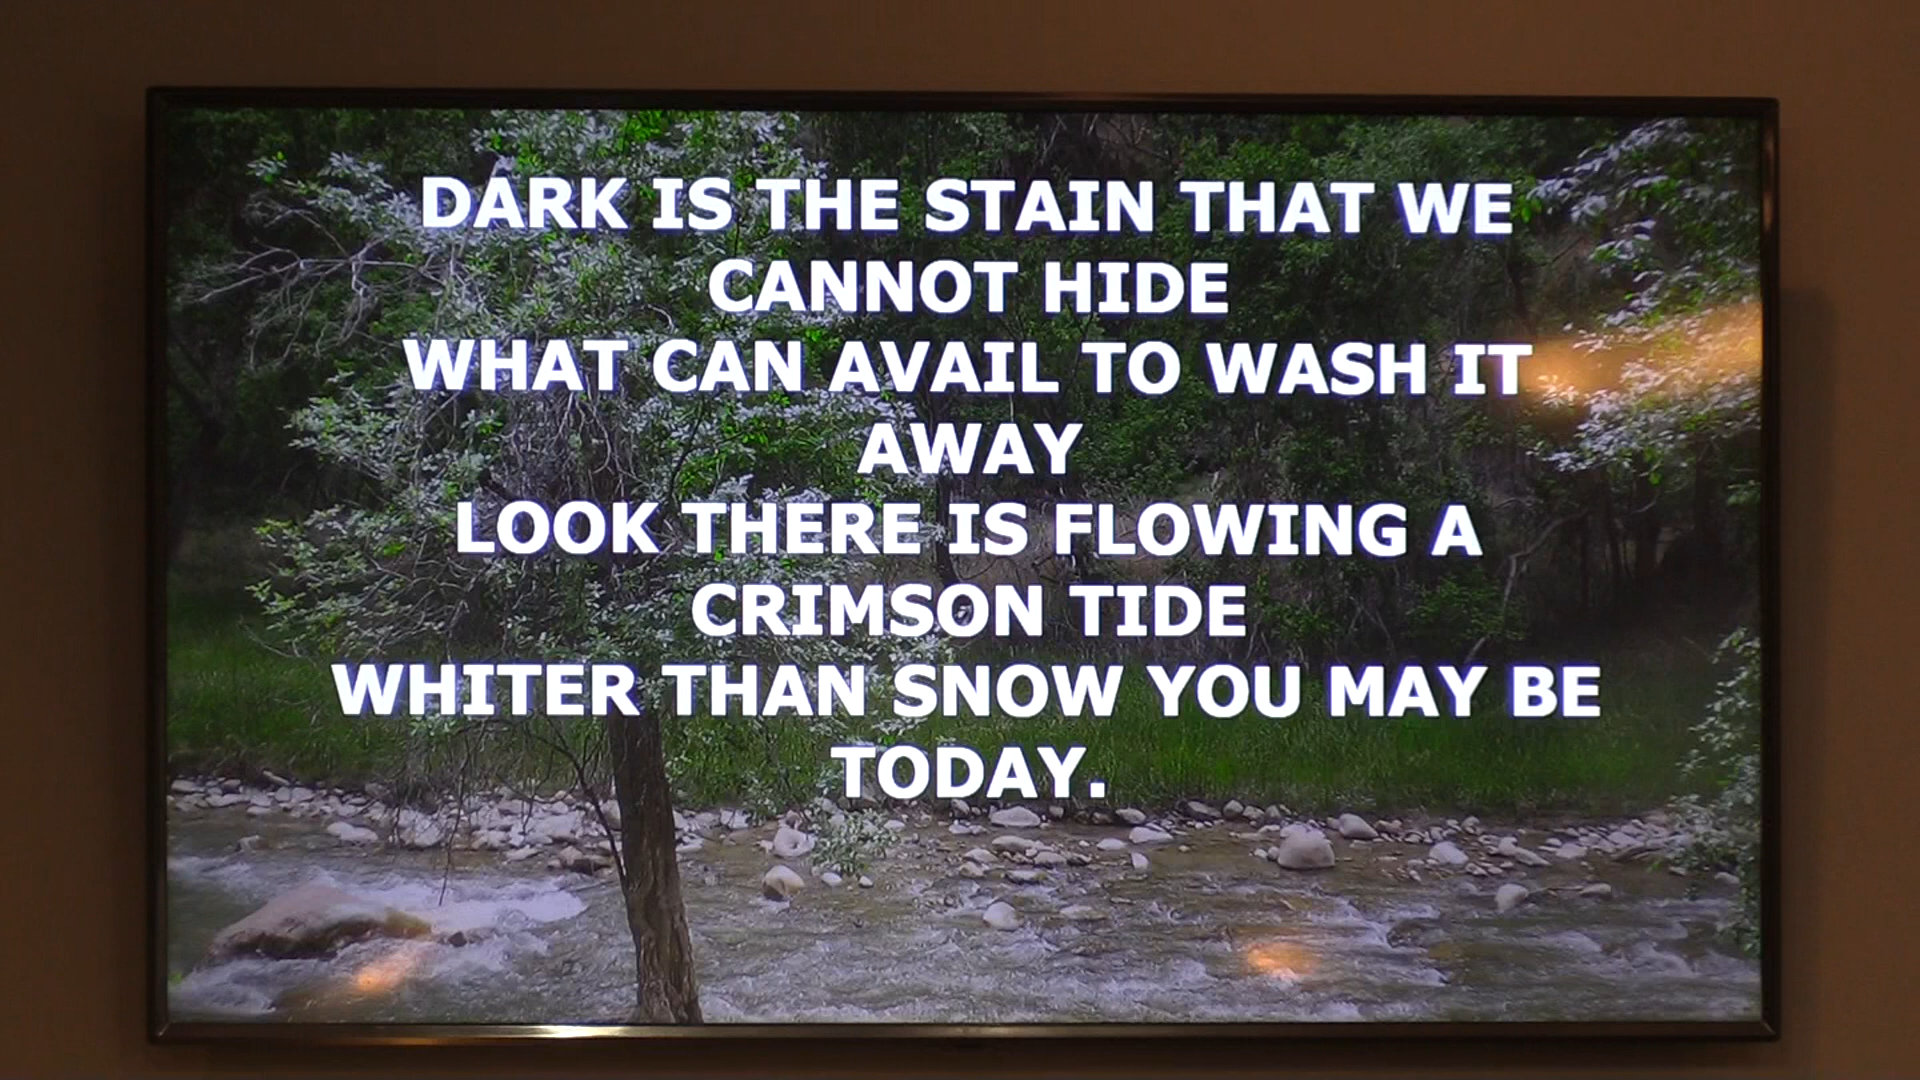 DARK IS THE STAIN THAT WE
CANNOT HIDE
WHAT CAN AVAIL TO WASH IT
AWAY
LOOK THERE IS FLOWING A
CRIMSON TIDE
WHITER THAN SNOW YOU MAY BE
TODAY.